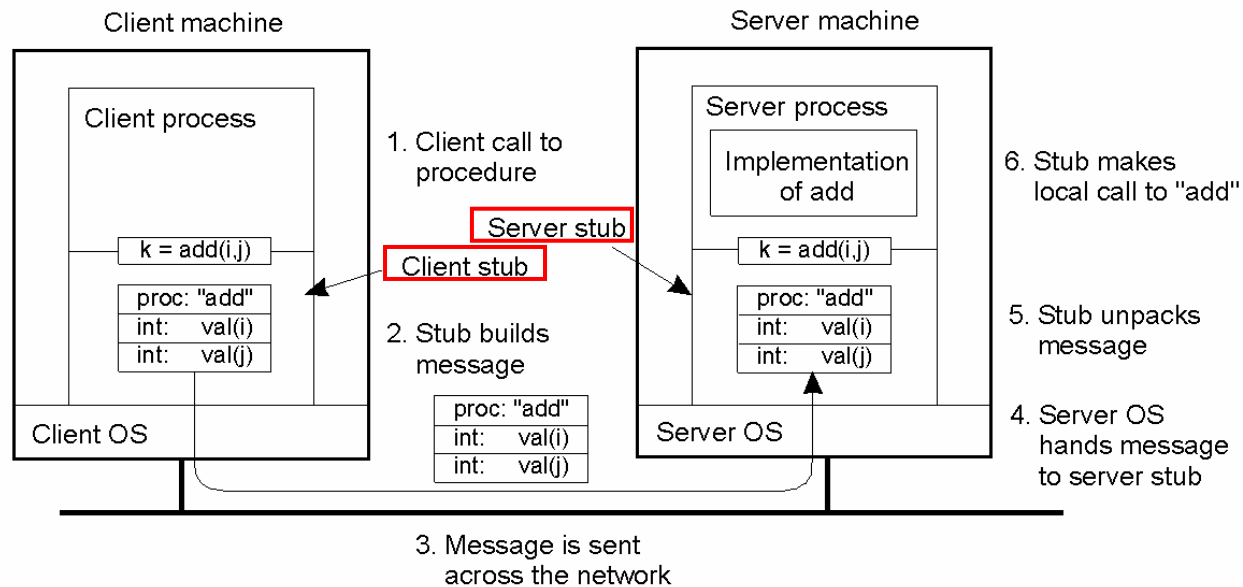 Client machine
Server machine
Client process
1. Client call to
procedure
Server process
Implementation
of add
6. Stub makes
local call to "add"
Server stub
k = add(i,j)
k = add(i,j)
Client stub
proc: "add"
int: val(i)
int: val(j)
2. Stub builds
message
proc: "add"
int: val(i)
int: val(j)
5. Stub unpacks
message
proc: "add"
int: val(i)
int: val(j)
Client OS
Server OS
4. Server OS
hands message
to server stub
3. Message is sent
across the network